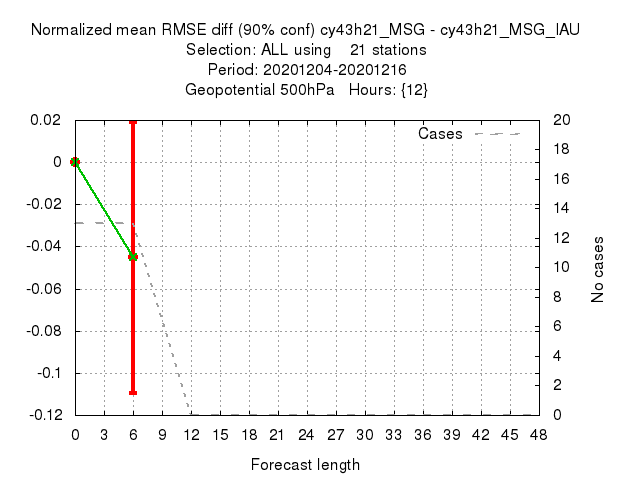 Normalized mean RMSE diff (90% conf) cy43h21_MSG - cy43h21_MSG_IAU
Selection: ALL using    21 stations
Period: 20201204-20201216
Geopotential 500hPa   Hours: {12}
Cases
0.02
0
-0.02
-0.04
-0.06
-0.08
-0.1
-0.12
20
18
16
14
12
10
8
6
4
2
0
No cases
0 3 6 9 12 15 18 21 24 27 30 33 36 39 42 45 48
Forecast length